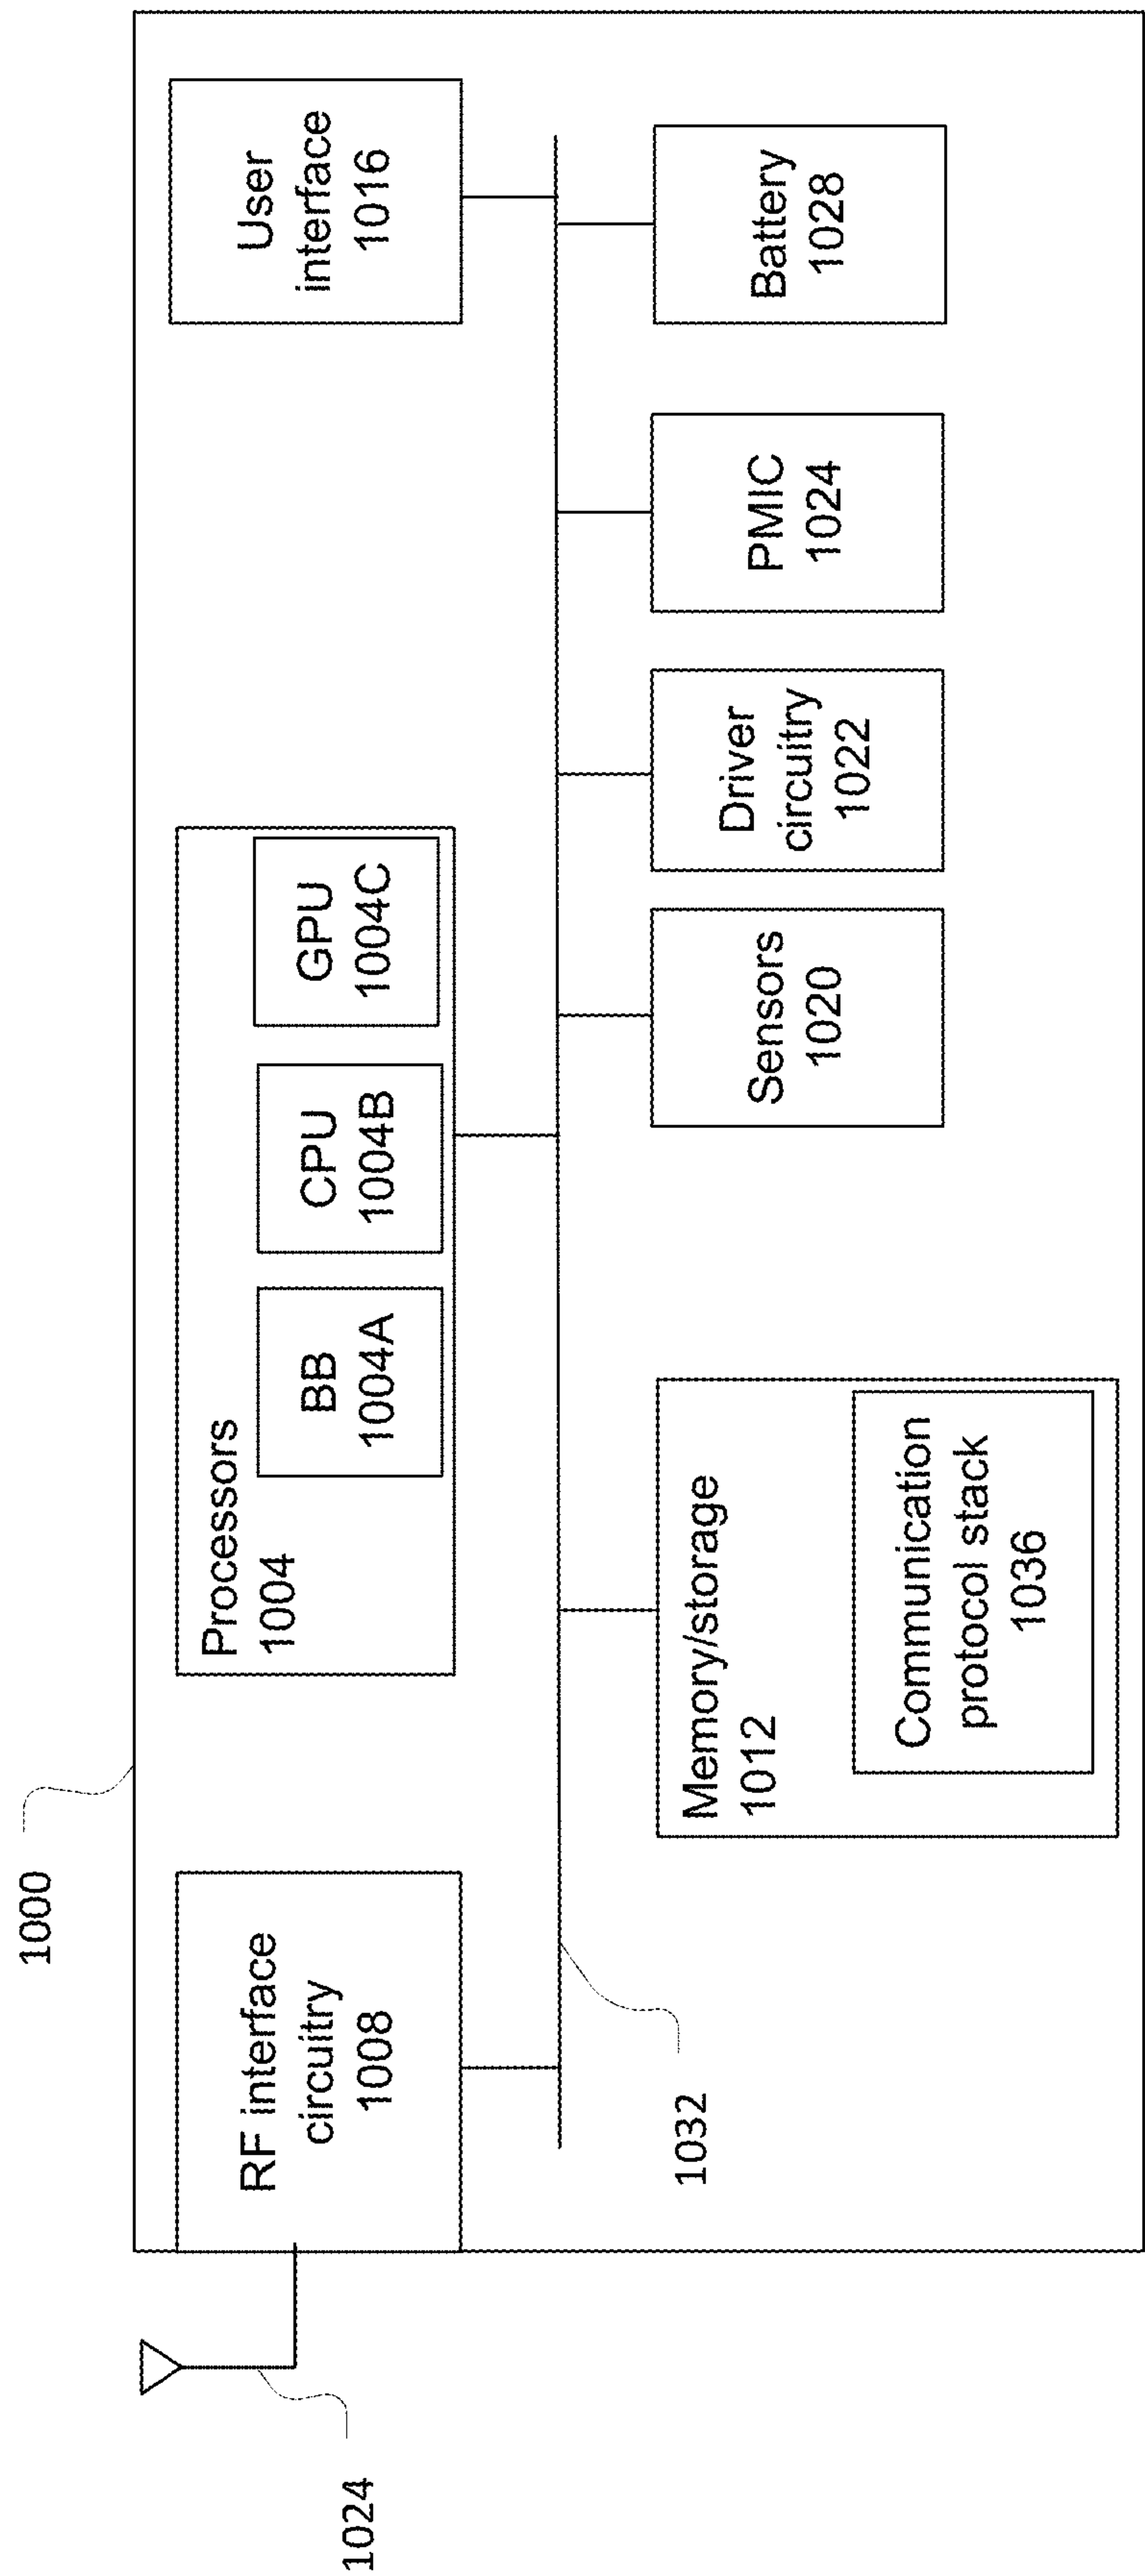 1000
RF interface
circuitry
1008
Processors
1004
BB
1004A
CPU
1004B
GPU
1004C
User
interface
1016
1024
1032
Memory/storage
1012
Communication
protocol stack
1036
Sensors
1020
Driver
circuitry
1022
PMIC
1024
Battery
1028